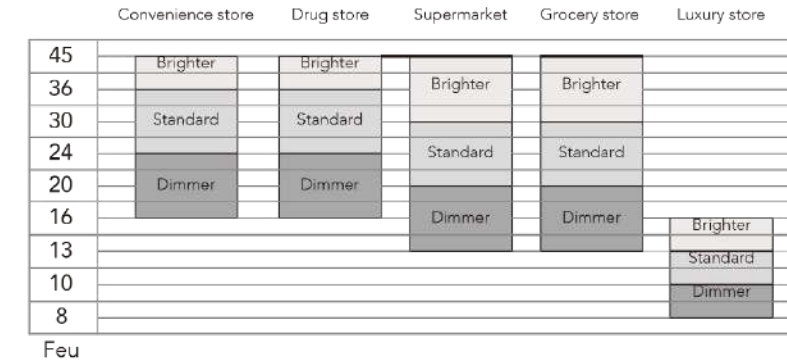 Convenience store Drug store Supermarket Grocery store Luxury store
45 Brighter Brighter
36 Brighter Brighter
30 Standard Standard
24 Standard Standard
20 Dimmer Dimmer
16 Dimmer Dimmer Brighter
13 Standard
10 Dimmer
8
Feu